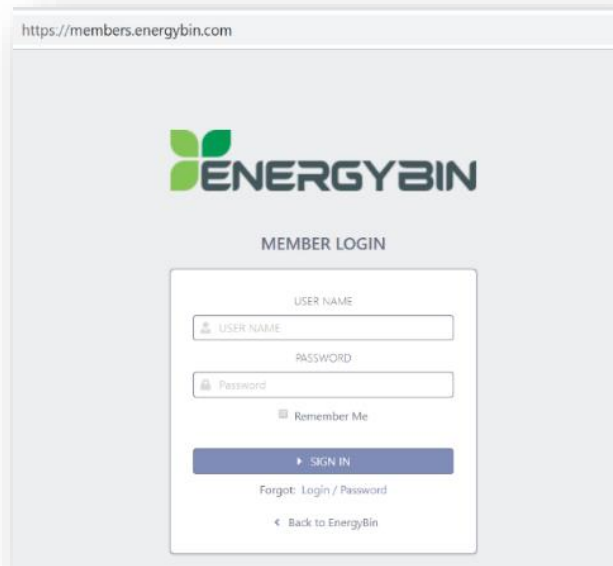 https://members.energybin.com
ENERGYBIN
MEMBER LOGIN
USER NAME
USER NAME
PASSWORD
Password
Remember Me
SIGN IN
Forgot: Login / Password
Back to EnergyBin